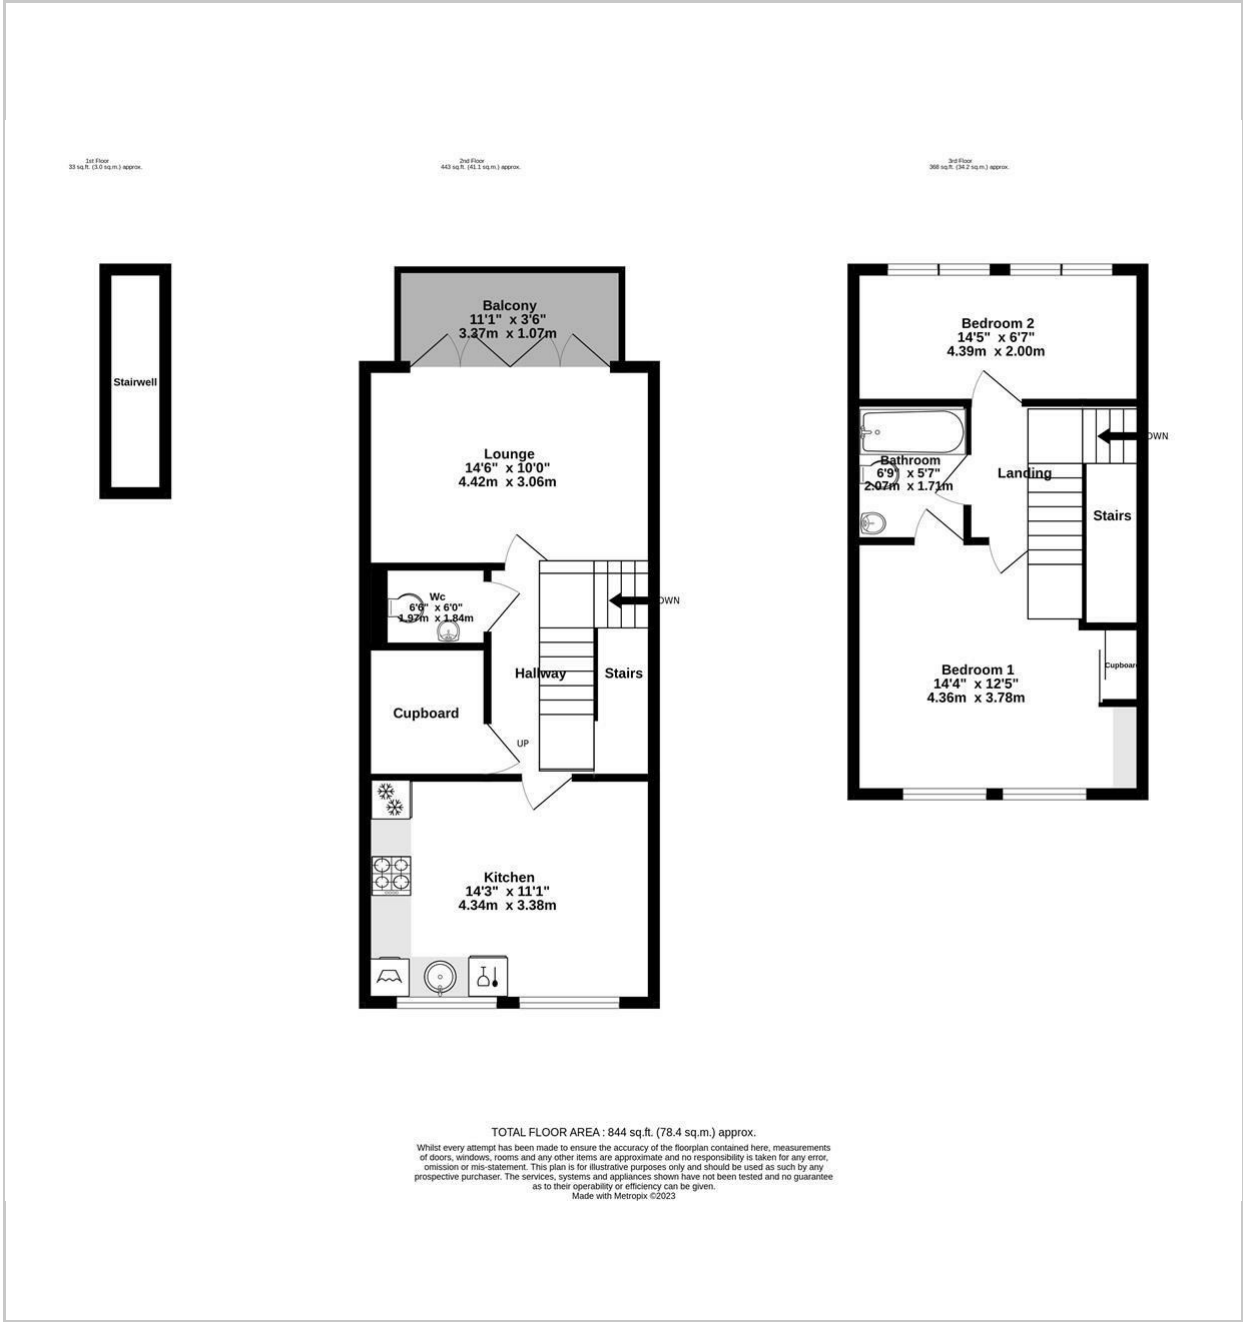 1st Floor
33 sq.ft. (3.0 sq.m.) approx.
2nd Floor
443 sq.ft. (41.1 sq.m.) approx.
3rd Floor
368 sq.ft. (34.2 sq.m.) approx.
Stairwell
Balcony
11'1" x 3'6"
3.37m x 1.07m
Lounge
14'6" x 10'0"
4.42m x 3.06m
Wc
6'6" x 6'0"
1.97m x 1.84m
OWN
Hallway
Stairs
Cupboard
UP
Kitchen
14'3" x 11'1"
4.34m x 3.38m
Bedroom 2
14'5" x 6'7"
4.39m x 2.00m
OWN
Bathroom
6'9" x 5'7"
2.07m x 1.71m
Landing
Stairs
Cupboar
Bedroom 1
14'4" x 12'5"
4.36m x 3.78m
TOTAL FLOOR AREA : 844 sq.ft. (78.4 sq.m.) approx.
Whilst every attempt has been made to ensure the accuracy of the floorplan contained here, measurements
of doors, windows, rooms and any other items are approximate and no responsibility is taken for any error,
omission or mis-statement. This plan is for illustrative purposes only and should be used as such by any
prospective purchaser. The services, systems and appliances shown have not been tested and no guarantee
as to their operability or efficiency can be given.
Made with Metropix ©2023